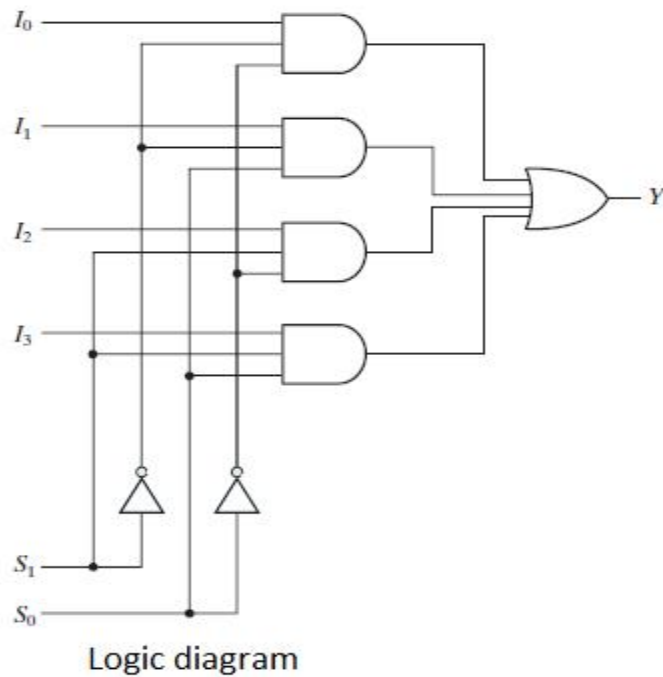 I₀
I₁
Y
I₂
I₃
S₁
S₀
Logic diagram